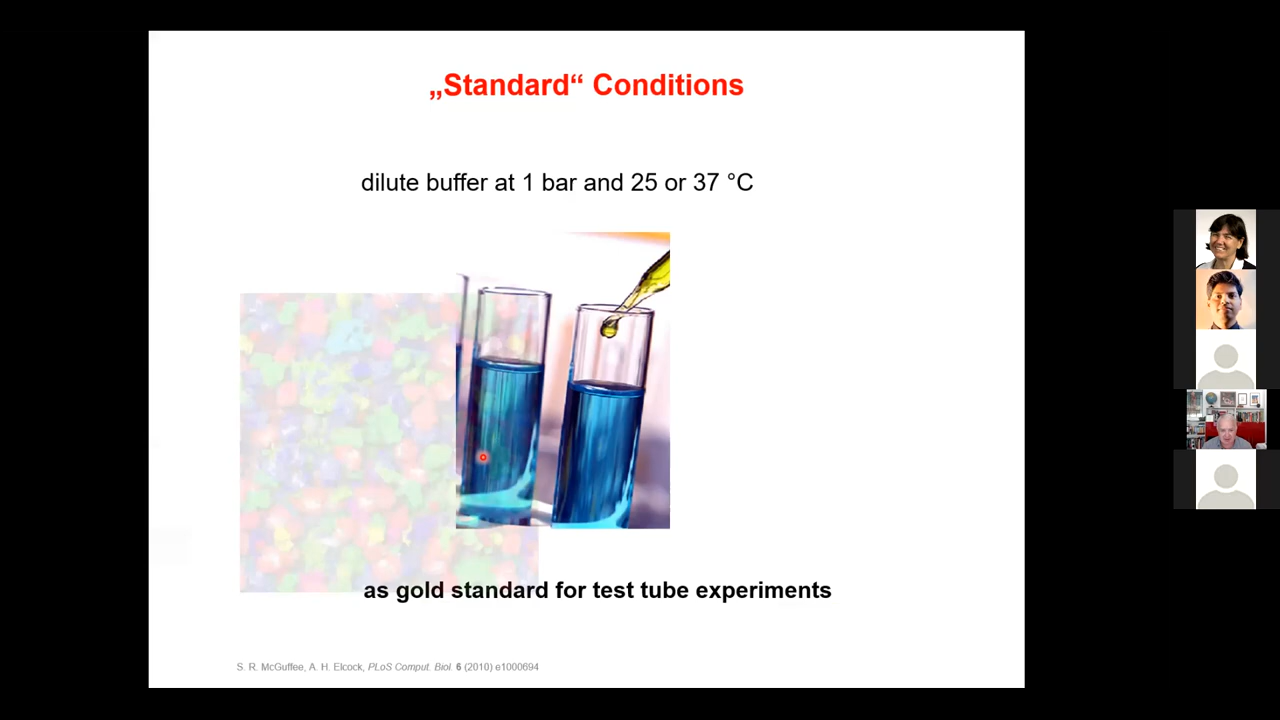 „Standard“ Conditions
dilute buffer at 1 bar and 25 or 37 °C
as gold standard for test tube experiments
S. R. McGuffee, A. H. Elcock, PLoS Comput. Biol. 6 (2010) e1000694